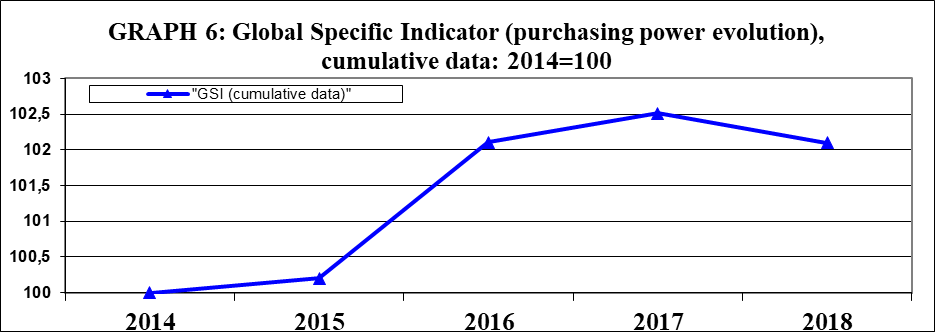 GRAPH 6: Global Specific Indicator (purchasing power evolution),
cumulative data: 2014=100
103
"GSI (cumulative data)"
102,5
102
101,5
101
100,5
100
2014 2015 2016 2017 2018